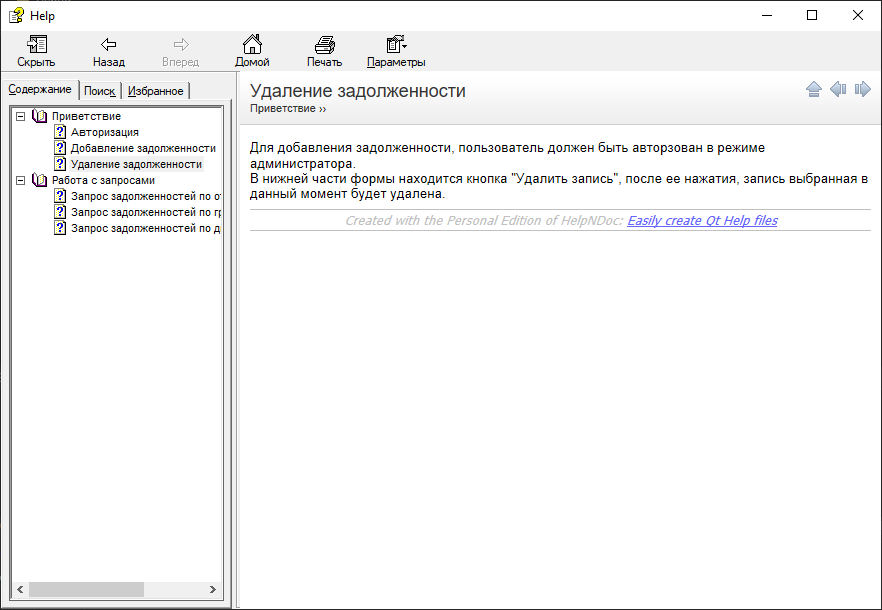 Help
Скрыть
Назад
Вперед
Домой
Печать
Параметры
Содержание
Поиск
Избранное
Приветствие
Авторизация
Добавление задолженности
Удаление задолженности
Работа с запросами
Запрос задолженностей по от
Запрос задолженностей по гр
Запрос задолженностей по д
Удаление задолженности
Приветствие ››
Для добавления задолженности, пользователь должен быть авторзован в режиме
администратора.
В нижней части формы находится кнопка "Удалить запись", после ее нажатия, запись выбранная в
данный момент будет удалена.
Created with the Personal Edition of HelpNDoc: Easily create Qt Help files